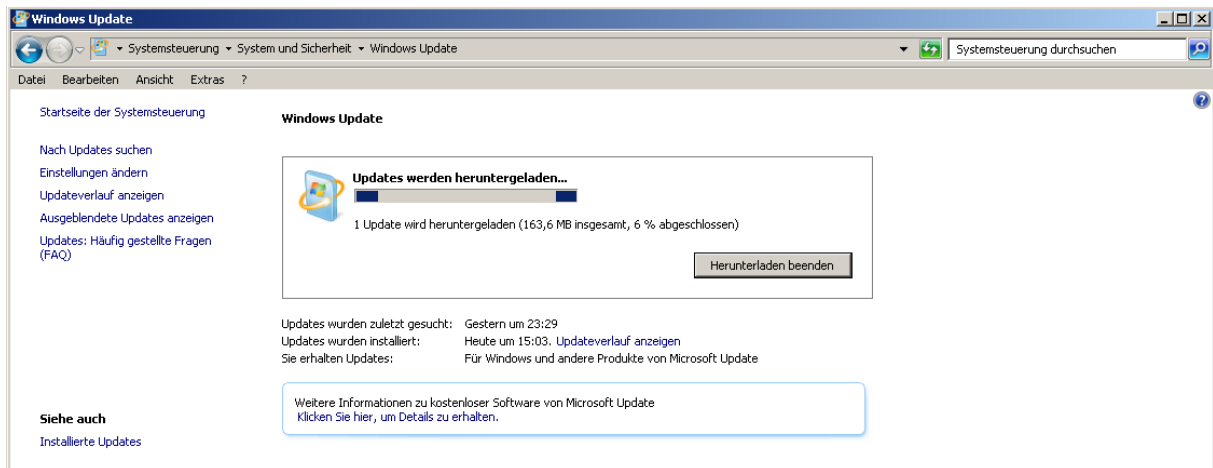 Windows Update
Systemsteuerung System und Sicherheit Windows Update Systemsteuerung durchsuchen
Datei Bearbeiten Ansicht Extras ?
Startseite der Systemsteuerung
Nach Updates suchen
Einstellungen ändern
Updateverlauf anzeigen
Ausgeblendete Updates anzeigen
Updates: Häufig gestellte Fragen
(FAQ)
Siehe auch
Installierte Updates
Windows Update
Updates werden heruntergeladen...
1 Update wird heruntergeladen (163,6 MB insgesamt, 6 % abgeschlossen)
Herunterladen beenden
Updates wurden zuletzt gesucht: Gestern um 23:29
Updates wurden installiert: Heute um 15:03. Updateverlauf anzeigen
Sie erhalten Updates: Für Windows und andere Produkte von Microsoft Update
Weitere Informationen zu kostenloser Software von Microsoft Update
Klicken Sie hier, um Details zu erhalten.